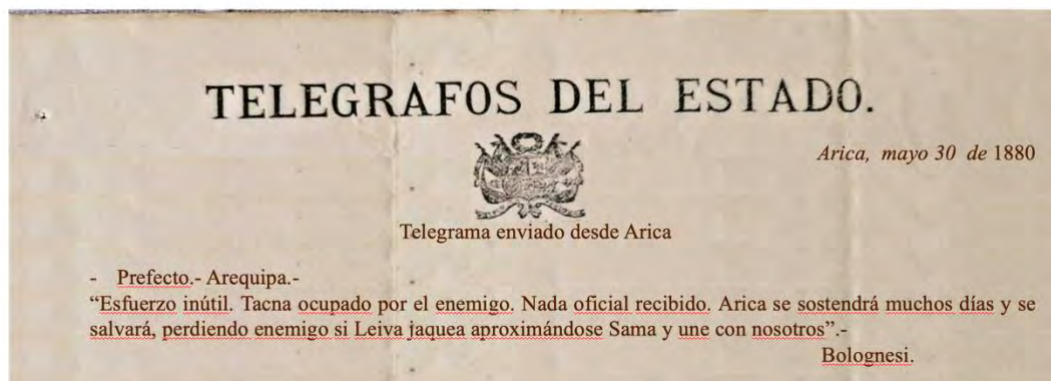 TELEGRAFOS DEL ESTADO.
Arica, mayo 30 de 1880
Telegrama enviado desde Arica
- Prefecto.- Arequipa.-
“Esfuerzo inútil. Tacna ocupado por el enemigo. Nada oficial recibido. Arica se sostendrá muchos días y se
salvará, perdiendo enemigo si Leiva jaquea aproximándose Sama y une con nosotros”.-
Bolognesi.